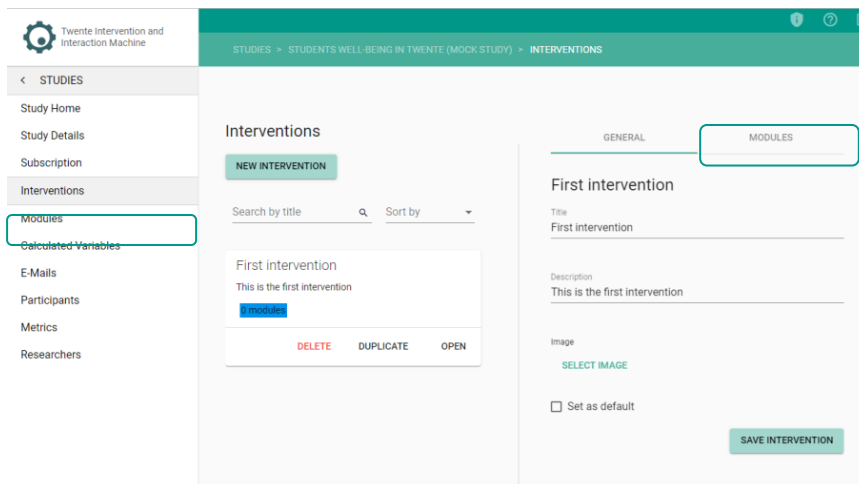 Twente Intervention and
Interaction Machine
STUDIES > STUDENTS WELL-BEING IN TWENTE (MOCK STUDY) > INTERVENTIONS
< STUDIES
Study Home
Study Details
Subscription
Interventions
Modules
Calculated Variables
E-Mails
Participants
Metrics
Researchers
Interventions
NEW INTERVENTION
Search by title
Sort by
First intervention
This is the first intervention
0 modules
DELETE DUPLICATE OPEN
GENERAL MODULES
First intervention
Title
First intervention
Description
This is the first intervention
Image
SELECT IMAGE
Set as default
SAVE INTERVENTION